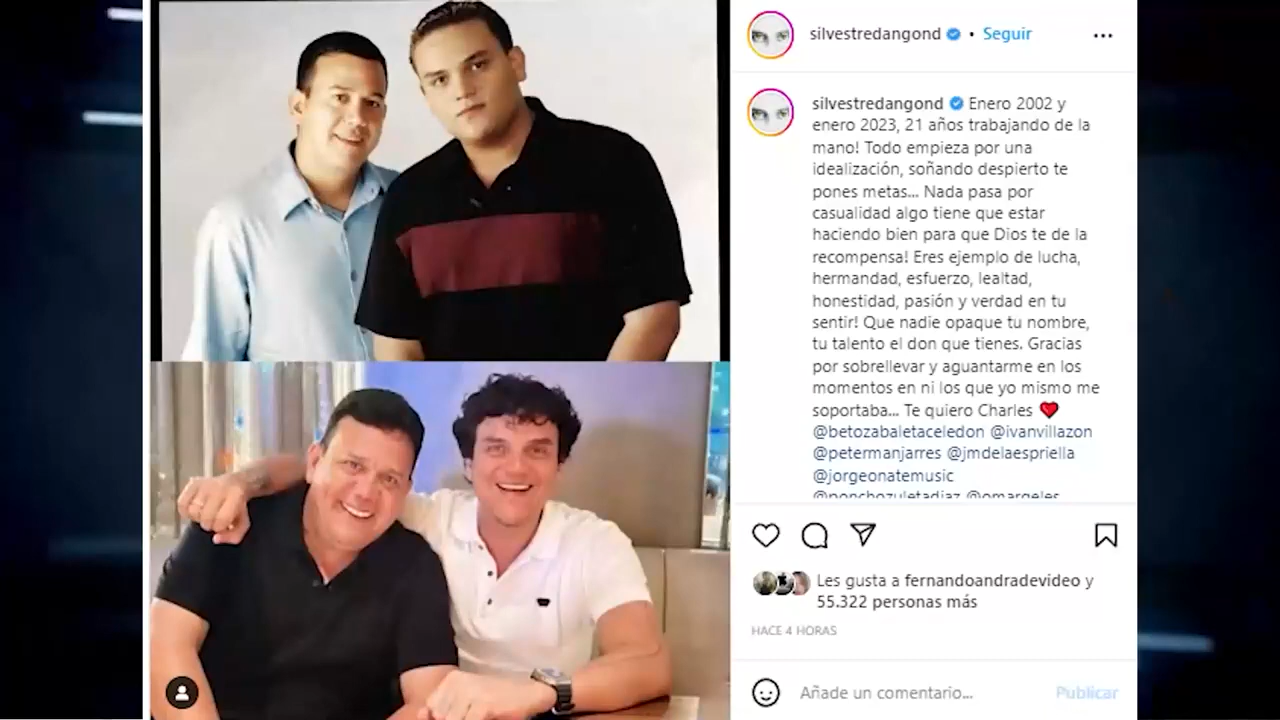 silvestredangond • Seguir
silvestredangond Enero 2002 y
enero 2023, 21 años trabajando de la
mano! Todo empieza por una
idealización, soñando despierto te
pones metas... Nada pasa por
casualidad algo tiene que estar
haciendo bien para que Dios te de la
recompensa! Eres ejemplo de lucha,
hermandad, esfuerzo, lealtad,
honestidad, pasión y verdad en tu
sentir! Que nadie opaque tu nombre,
tu talento el don que tienes. Gracias
por sobrellevar y aguantarme en los
momentos en ni los que yo mismo me
soportaba... Te quiero Charles ❤️
@betozabaletaceledon @ivanvillazon
@petermanjarres @jmdelaespriella
@jorgeonatemusic
@ponchozuletadiaz @omargeles
Les gusta a fernandoandradevideo y
55.322 personas más
HACE 4 HORAS
Añade un comentario... Publicar